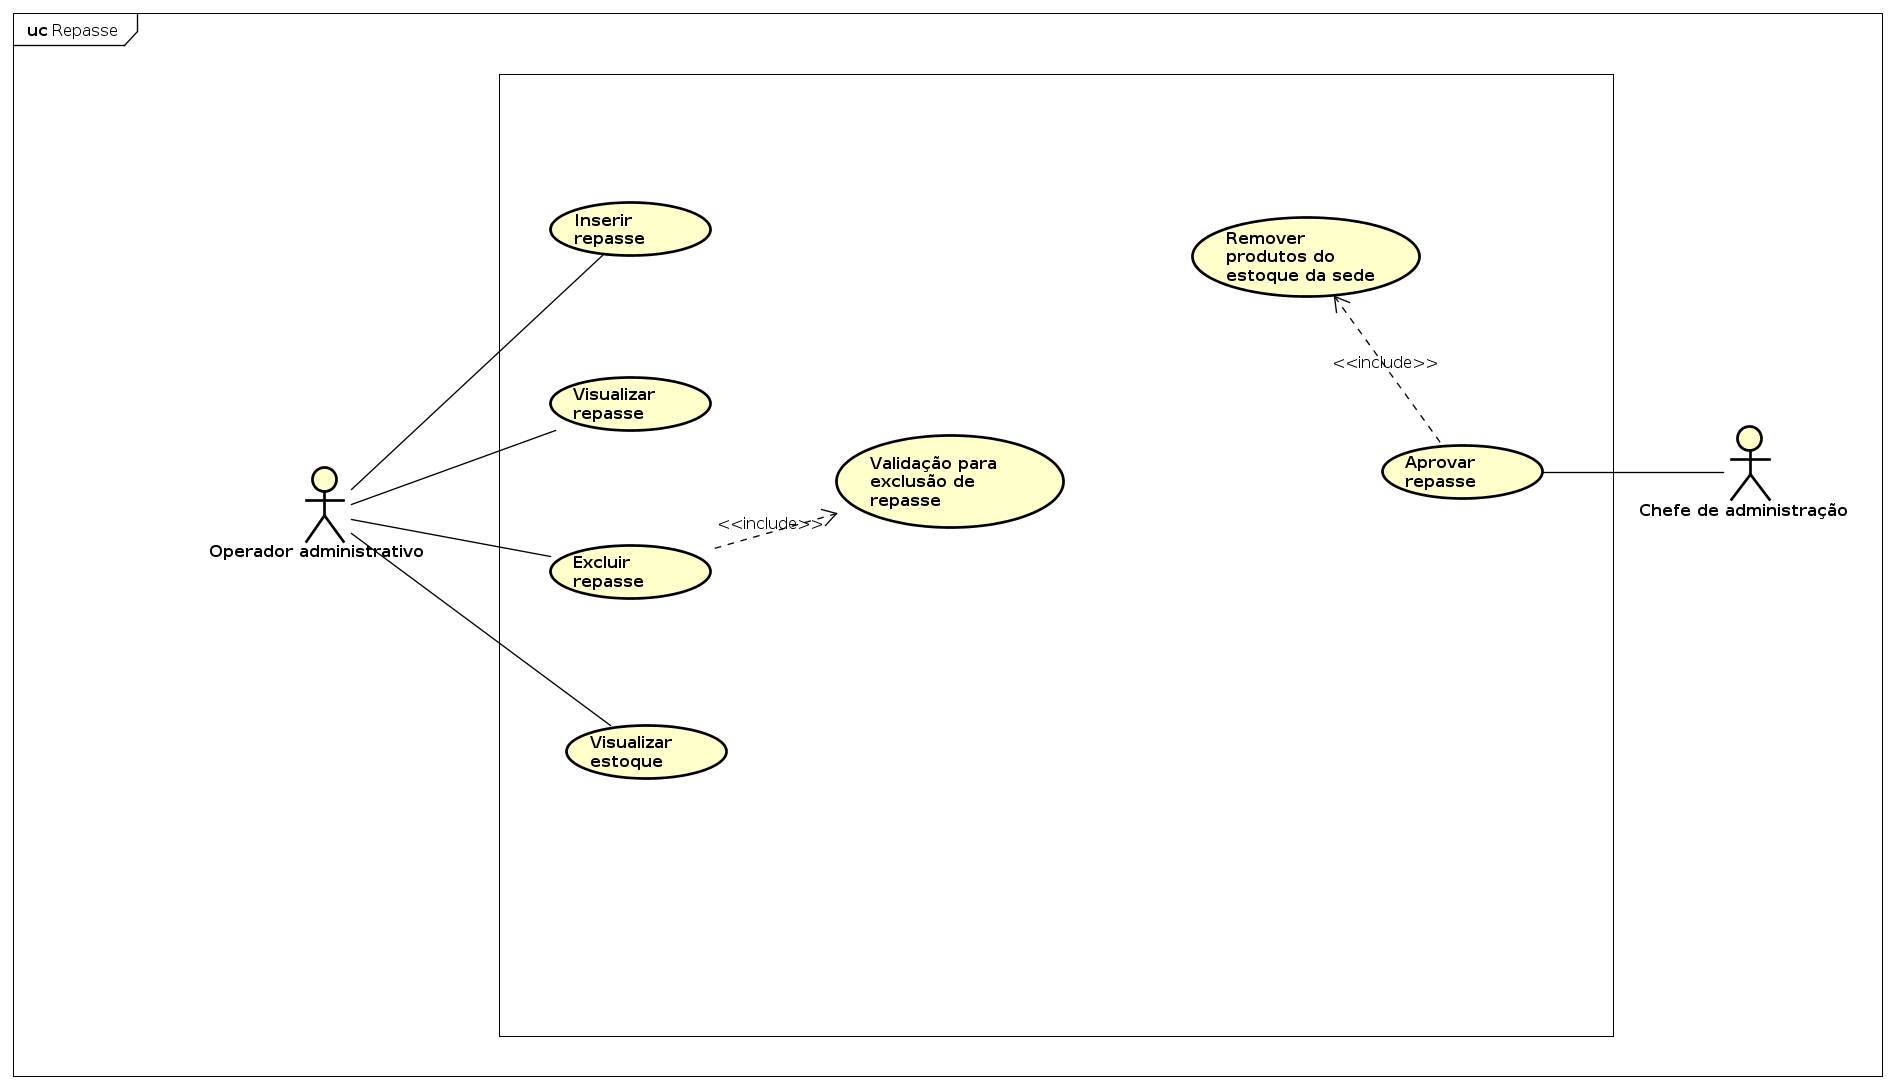 uc Repasse
Inserir
repasse
Remover
produtos do
estoque da sede
Visualizar
repasse
<<include>>
Validação para
exclusão de
repasse
Aprovar
repasse
Chefe de administração
<<include>>
Operador administrativo
Excluir
repasse
Visualizar
estoque